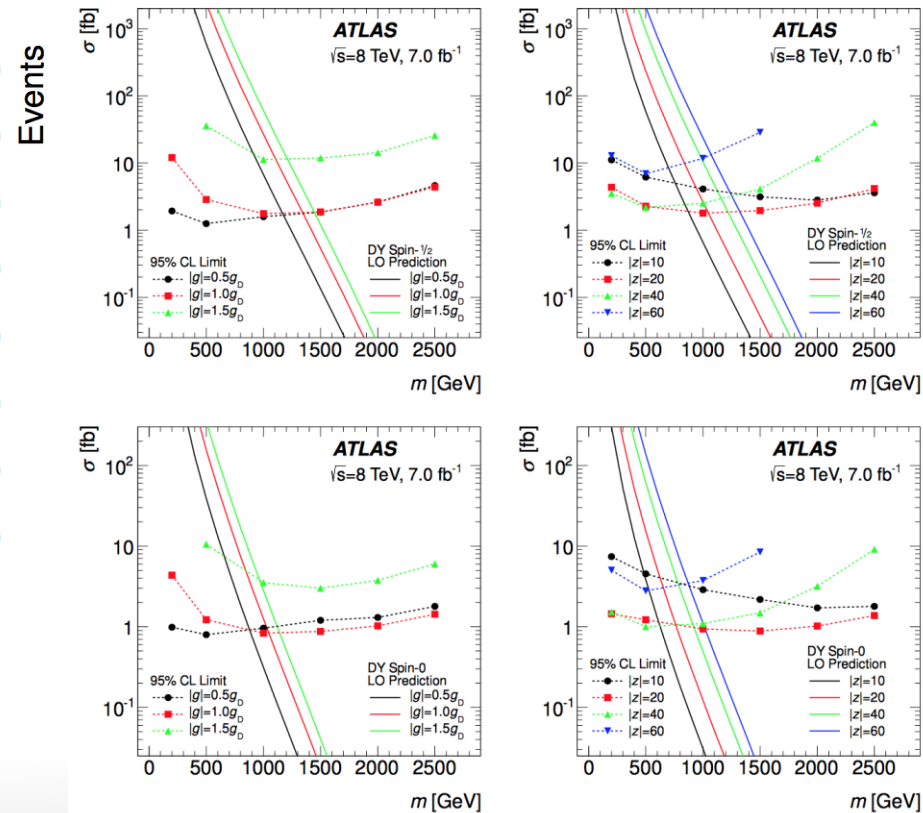 Events
σ [fb]
10³
10²
10
1
10⁻¹
ATLAS
√s=8 TeV, 7.0 fb⁻¹
95% CL Limit
|g|=0.5g_D
|g|=1.0g_D
|g|=1.5g_D
DY Spin-½
LO Prediction
|g|=0.5g_D
|g|=1.0g_D
|g|=1.5g_D
0 500 1000 1500 2000 2500
m [GeV]
σ [fb]
10³
10²
10
1
10⁻¹
ATLAS
√s=8 TeV, 7.0 fb⁻¹
95% CL Limit
|z|=10
|z|=20
|z|=40
|z|=60
DY Spin-½
LO Prediction
|z|=10
|z|=20
|z|=40
|z|=60
0 500 1000 1500 2000 2500
m [GeV]
σ [fb]
10²
10
1
10⁻¹
ATLAS
√s=8 TeV, 7.0 fb⁻¹
95% CL Limit
|g|=0.5g_D
|g|=1.0g_D
|g|=1.5g_D
DY Spin-0
LO Prediction
|g|=0.5g_D
|g|=1.0g_D
|g|=1.5g_D
0 500 1000 1500 2000 2500
m [GeV]
σ [fb]
10²
10
1
10⁻¹
ATLAS
√s=8 TeV, 7.0 fb⁻¹
95% CL Limit
|z|=10
|z|=20
|z|=40
|z|=60
DY Spin-0
LO Prediction
|z|=10
|z|=20
|z|=40
|z|=60
0 500 1000 1500 2000 2500
m [GeV]